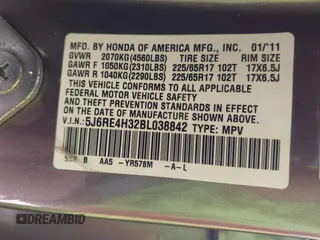 MFD. BY HONDA OF AMERICA MFG., INC. 01/'11
GVWR 2070KG(4560LBS) TIRE SIZE RIM SIZE
GAWR F 1050KG(2310LBS) 225/65R17 102T 17X6.5J
GAWR R 1040KG(2290LBS) 225/65R17 102T 17X6.5J
THIS VEHICLE CONFORMS TO ALL APPLICABLE
FEDERAL MOTOR VEHICLE SAFETY AND
THEFT PREVENTION STANDARDS IN EFFECT ON
THE DATE OF MANUFACTURE SHOWN ABOVE.
V.I.N.: 5J6RE4H32BL038842 TYPE: MPV
B AA5 -YR578M -A-L
DREAMBID